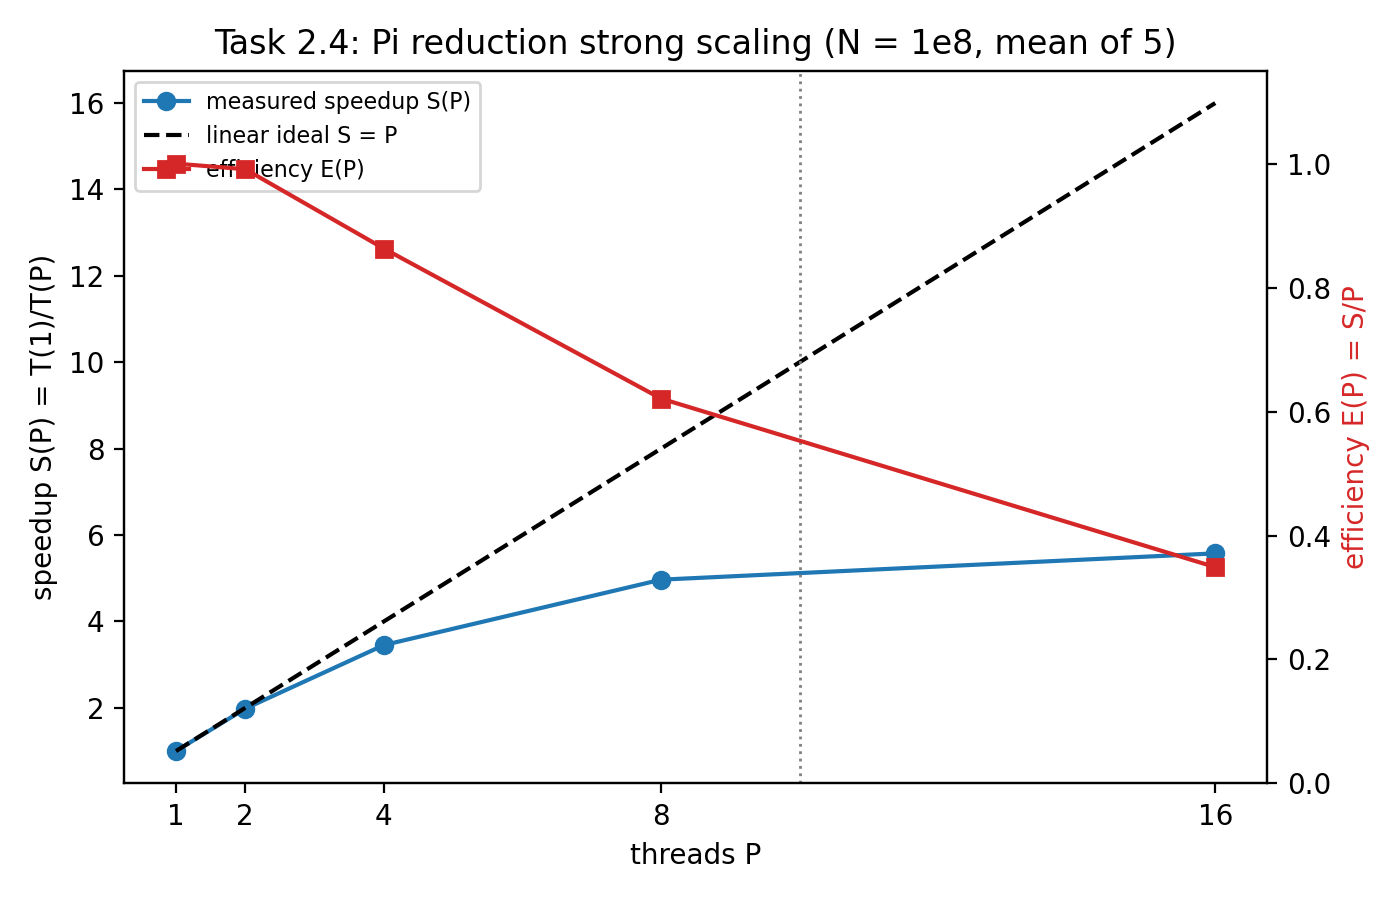 Task 2.4: Pi reduction strong scaling (N = 1e8, mean of 5)
measured speedup S(P)
linear ideal S = P
efficiency E(P)
speedup S(P) = T(1)/T(P)
16
14
12
10
8
6
4
2
1.0
0.8
0.6
0.4
0.2
0.0
efficiency E(P) = S/P
1 2 4 8 16
threads P